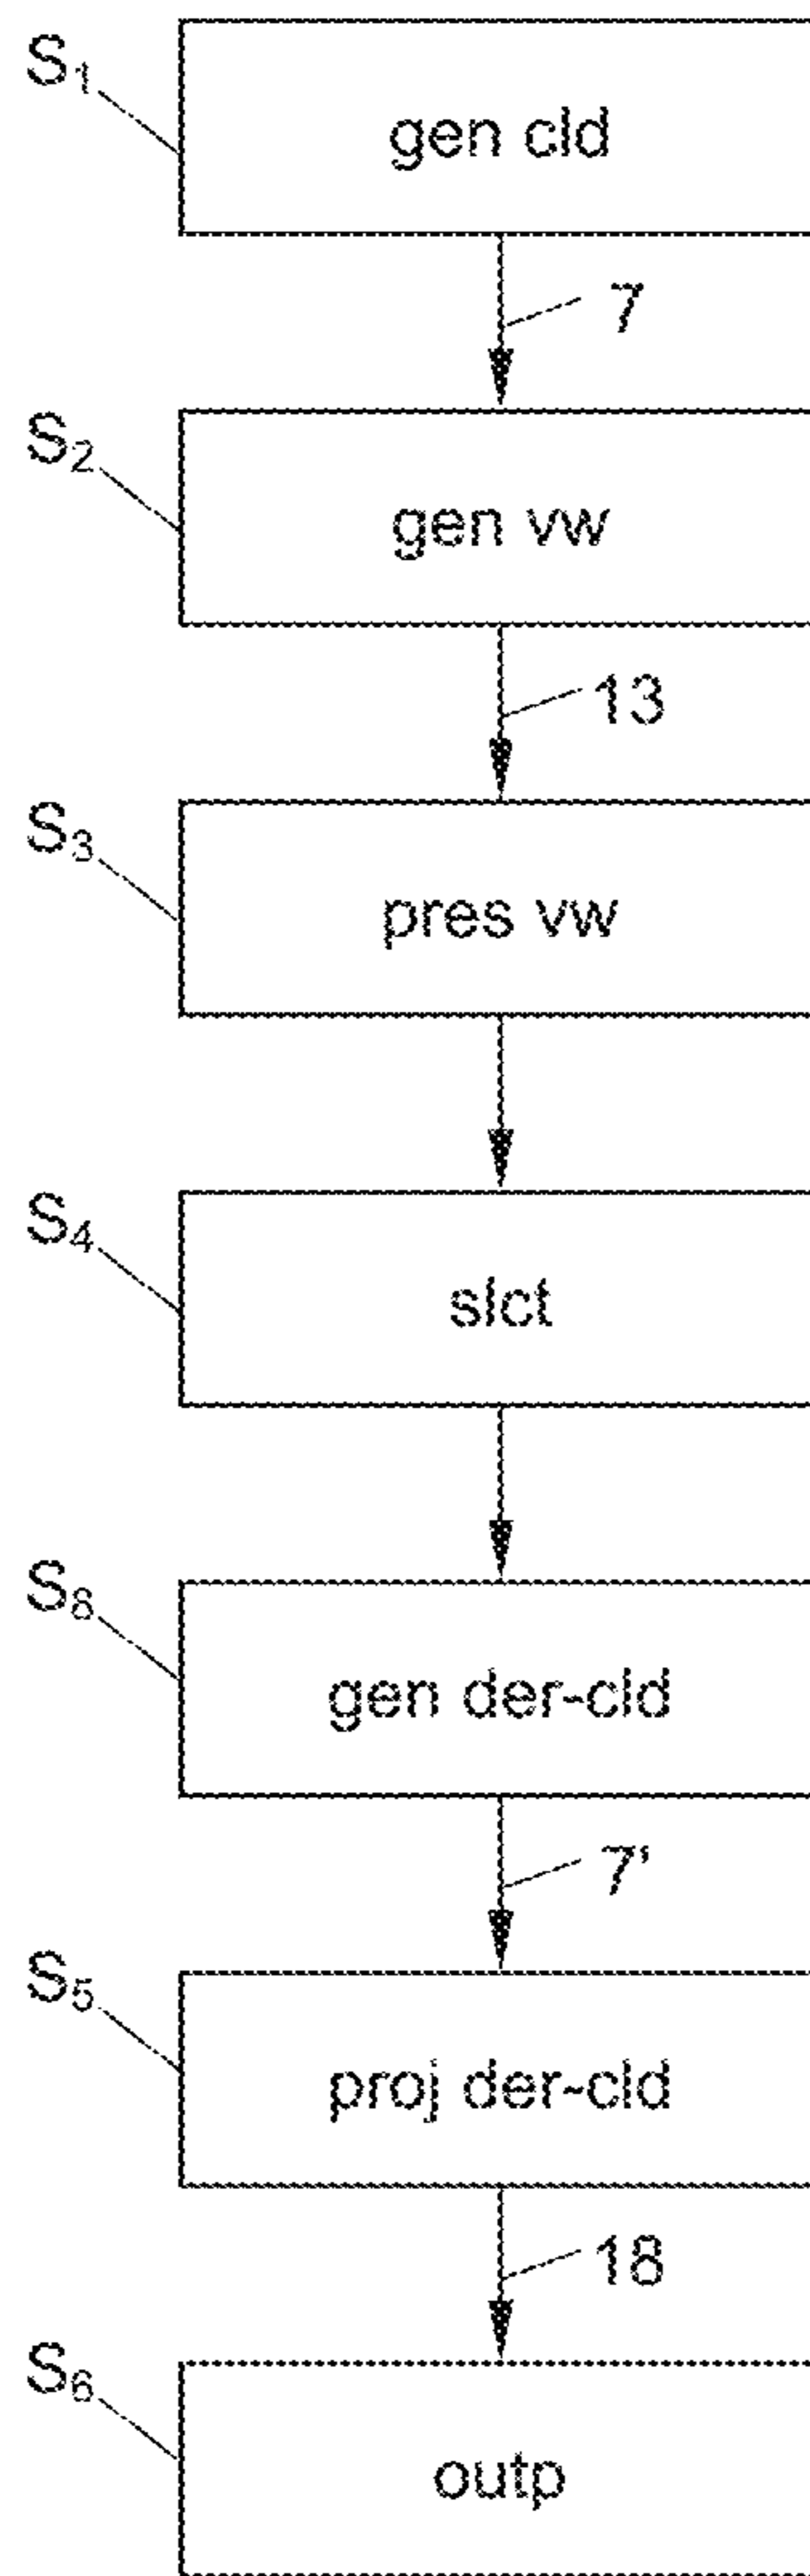 S1
gen cld
7
S2
gen vw
13
S3
pres vw
S4
slct
S8
gen der-cld
7'
S5
proj der-cld
18
S6
outp